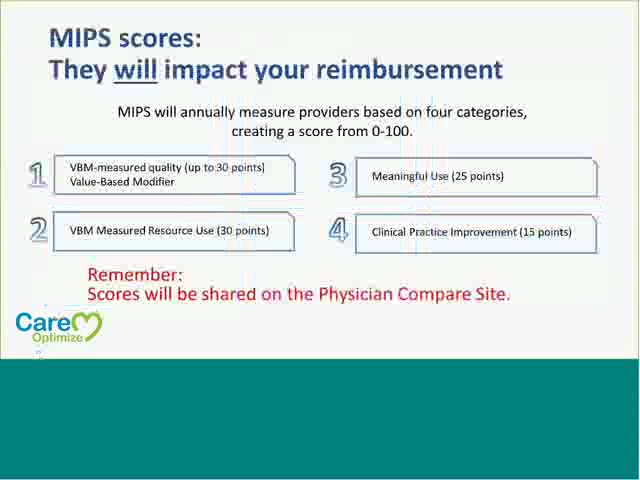 MIPS scores:
They will impact your reimbursement
MIPS will annually measure providers based on four categories,
creating a score from 0-100.
1
VBM-measured quality (up to 30 points)
Value-Based Modifier
2
VBM Measured Resource Use (30 points)
3
Meaningful Use (25 points)
4
Clinical Practice Improvement (15 points)
Remember:
Scores will be shared on the Physician Compare Site.
Care
Optimize